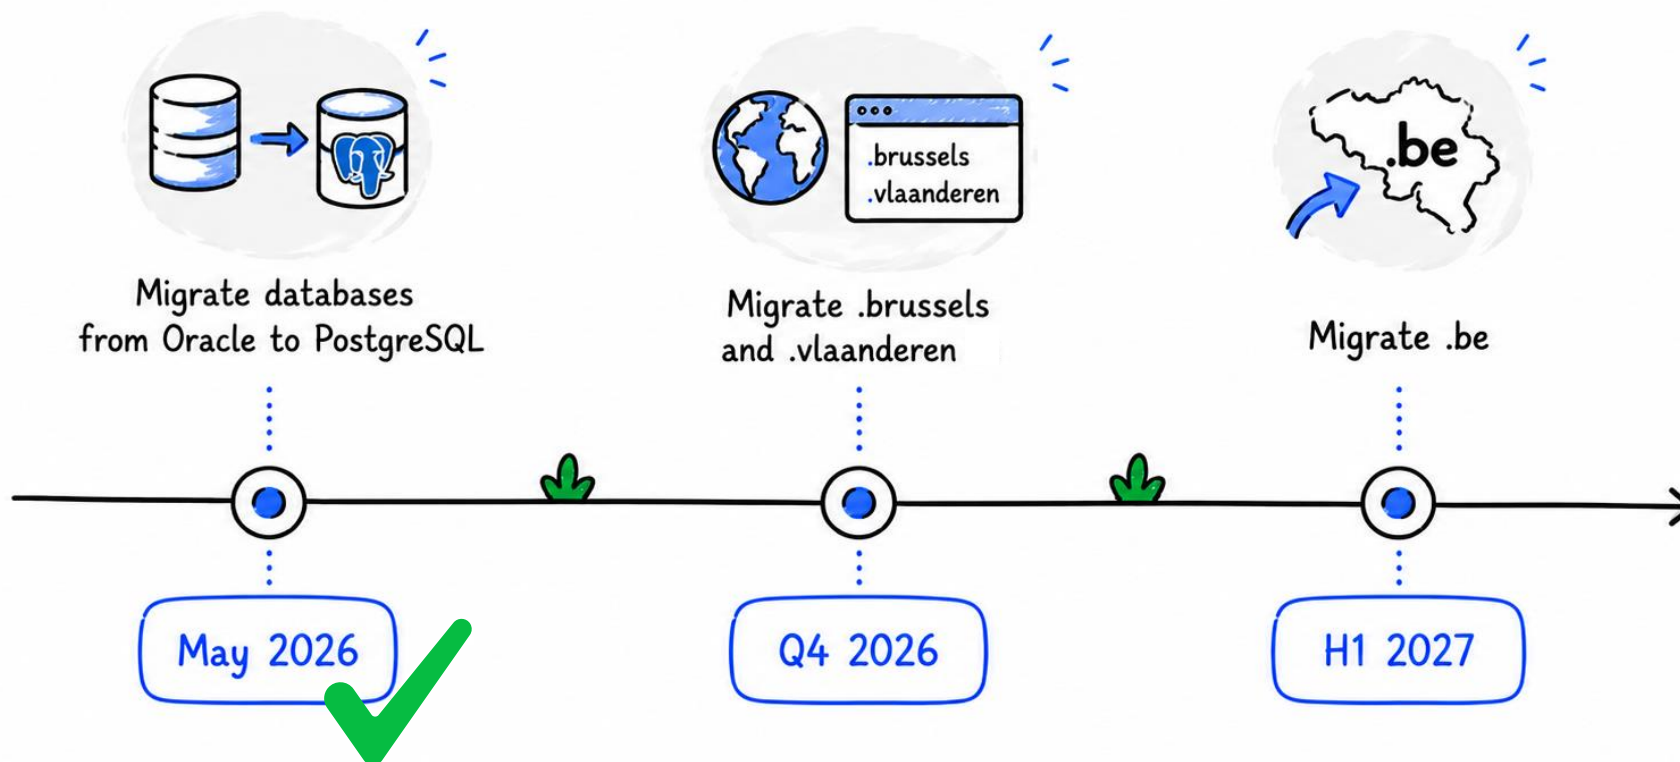 .brussels
.vlaanderen
.be
Migrate databases
from Oracle to PostgreSQL
Migrate .brussels
and .vlaanderen
Migrate .be
May 2026
Q4 2026
H1 2027